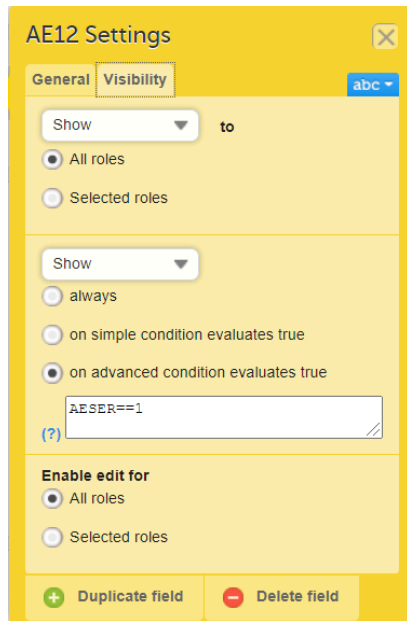 AE12 Settings
General Visibility
abc
Show to
All roles
Selected roles
Show
always
on simple condition evaluates true
on advanced condition evaluates true
AESER==1
(?)
Enable edit for
All roles
Selected roles
Duplicate field Delete field